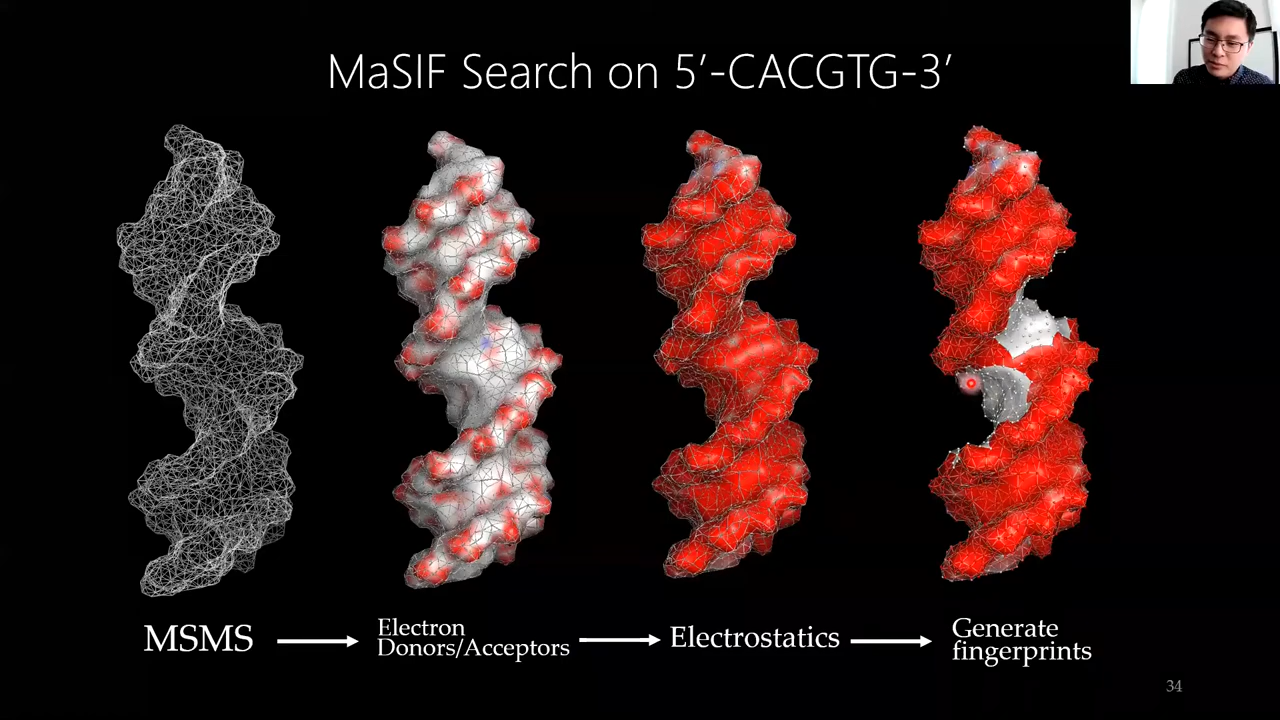 MaSIF Search on 5’-CACGTG-3’
MSMS
Electron
Donors/Acceptors
Electrostatics
Generate
fingerprints
34